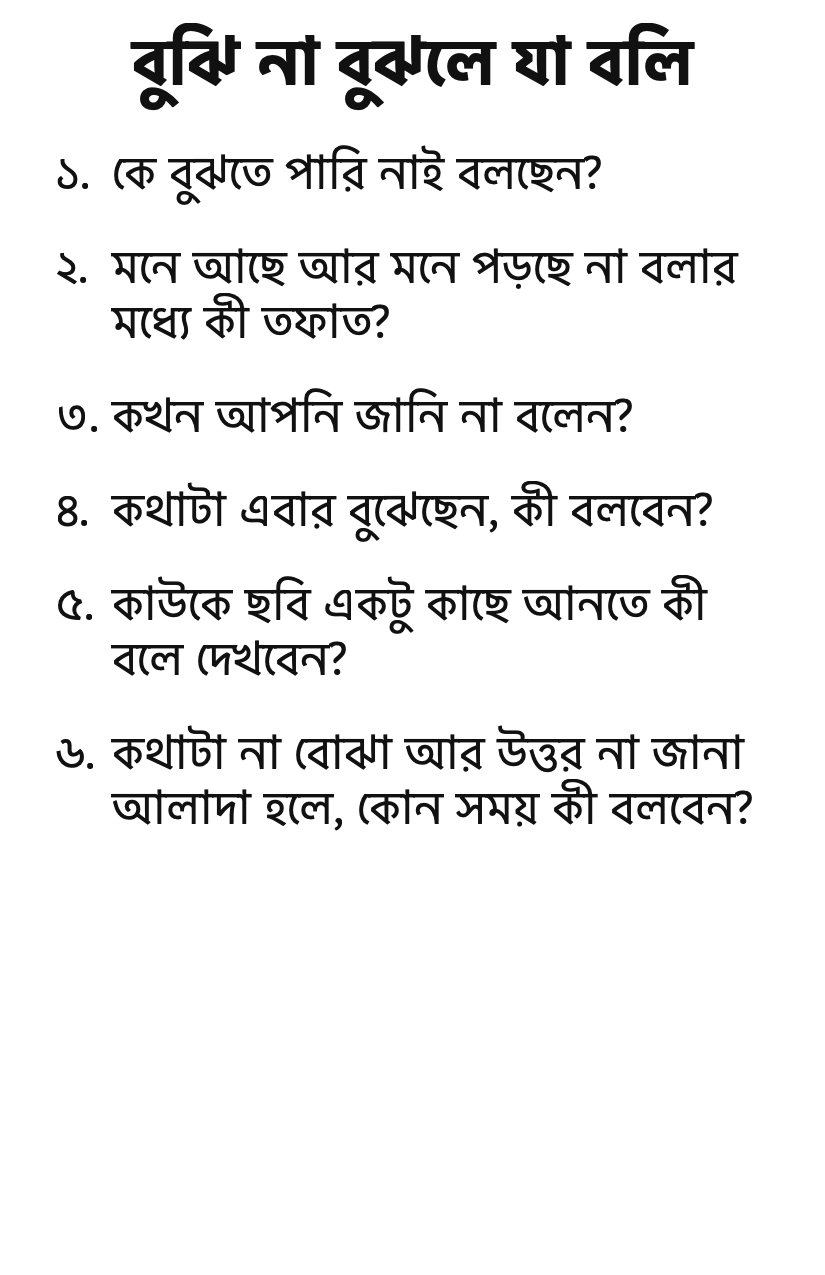 বুঝি না বুঝলে যা বলি
১. কে বুঝতে পারি নাই বলছেন?
২. মনে আছে আর মনে পড়ছে না বলার
মধ্যে কী তফাত?
৩. কখন আপনি জানি না বলেন?
৪. কথাটা এবার বুঝেছেন, কী বলবেন?
৫. কাউকে ছবি একটু কাছে আনতে কী
বলে দেখবেন?
৬. কথাটা না বোঝা আর উত্তর না জানা
আলাদা হলে, কোন সময় কী বলবেন?